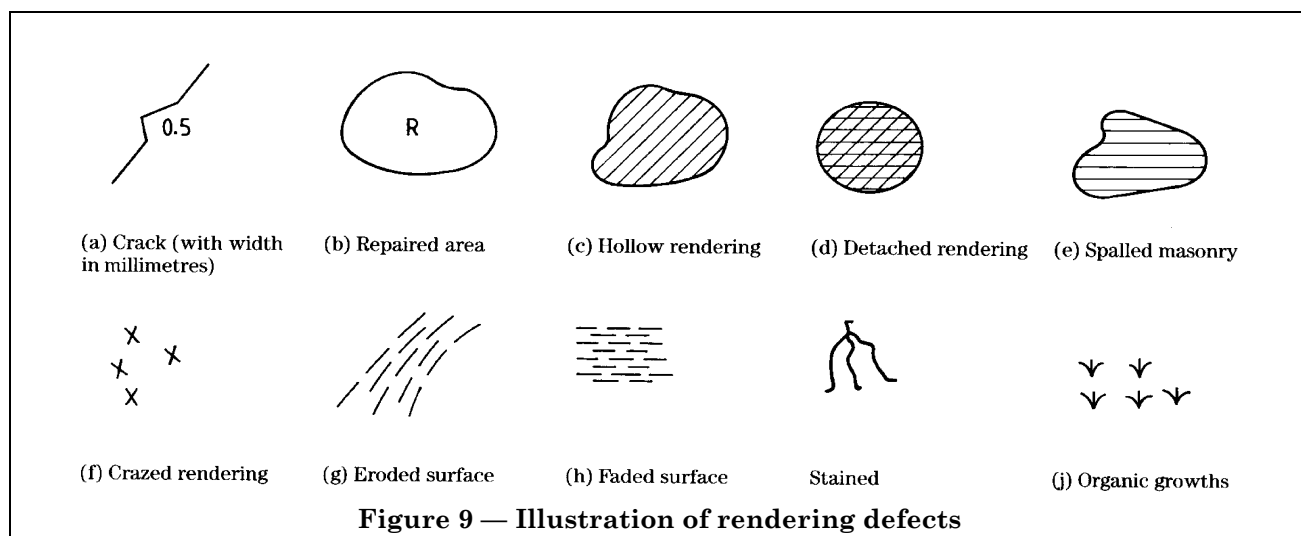 0.5
R
(a) Crack (with width
in millimetres)
(b) Repaired area
(c) Hollow rendering
(d) Detached rendering
(e) Spalled masonry
(f) Crazed rendering
(g) Eroded surface
(h) Faded surface
Stained
(j) Organic growths
Figure 9 — Illustration of rendering defects